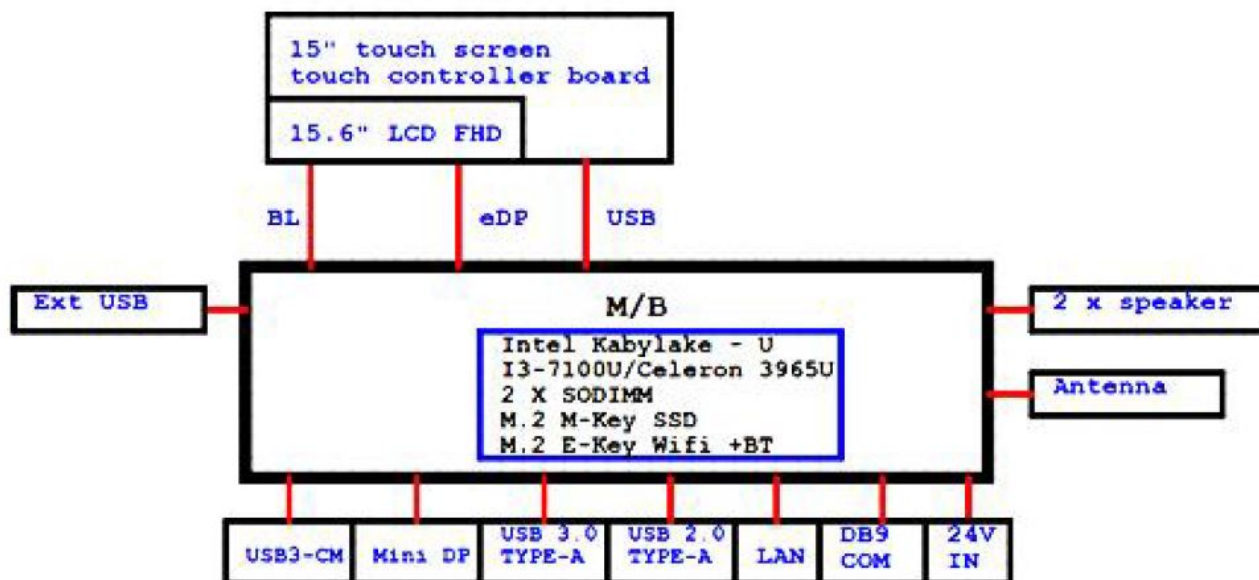 15" touch screen
touch controller board
15.6" LCD FHD
BL
eDP
USB
Ext USB
M/B
2 x speaker
Intel Kabylake - U
I3-7100U/Celeron 3965U
2 X SODIMM
M.2 M-Key SSD
M.2 E-Key Wifi +BT
Antenna
USB3-CM
Mini DP
USB 3.0
TYPE-A
USB 2.0
TYPE-A
LAN
DB9
COM
24V
IN